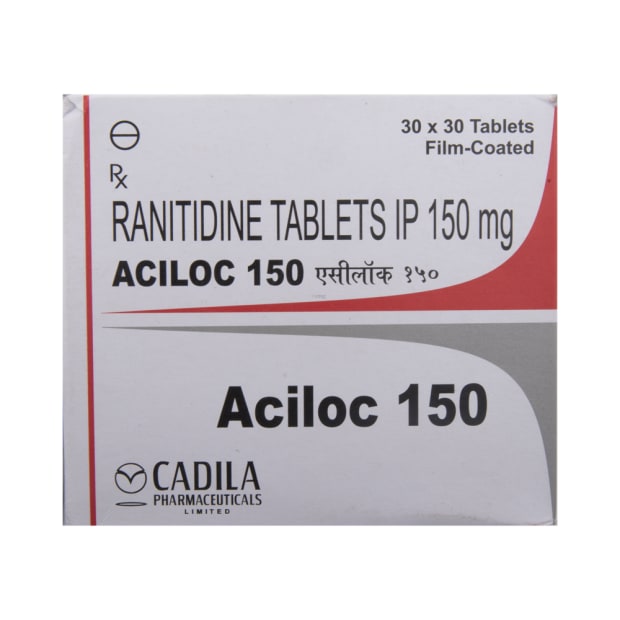 30 x 30 Tablets
Film-Coated
Rx
RANITIDINE TABLETS IP 150 mg
ACILOC 150 एसीलॉक १५०
Aciloc 150
CADILA
PHARMACEUTICALS
LIMITED